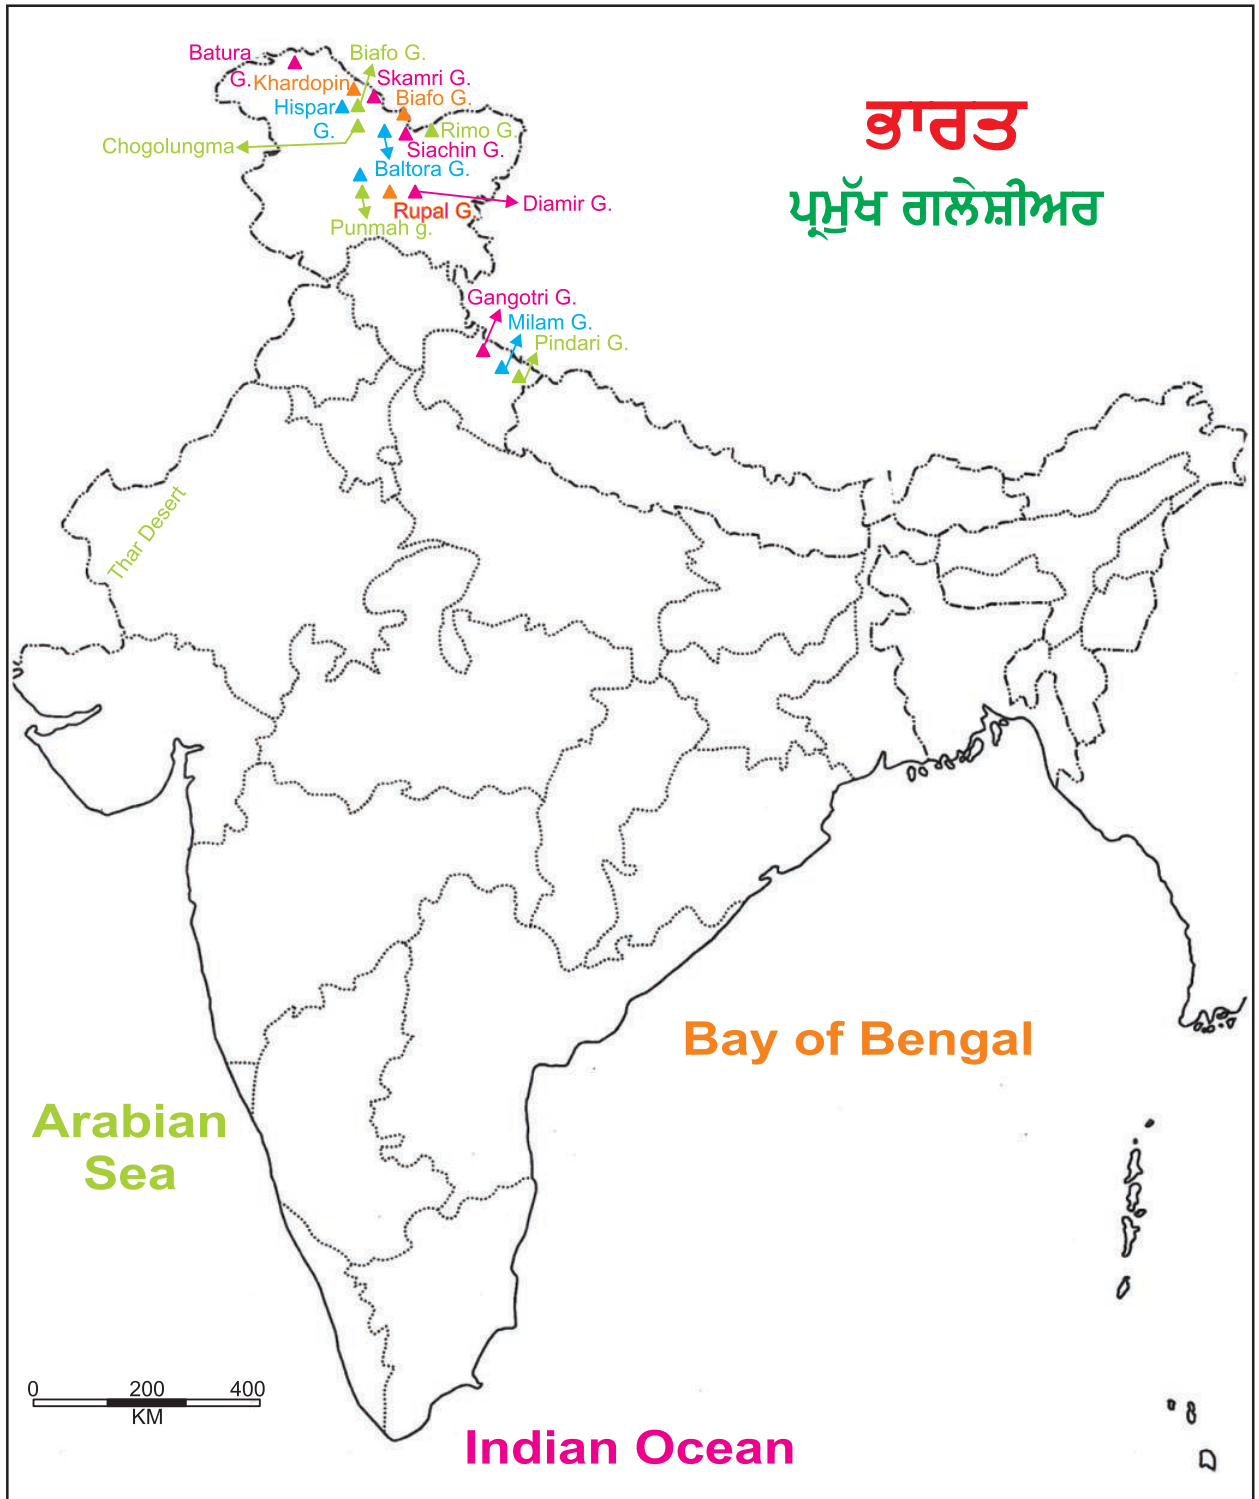 Batura
G.
Biafo G.
Khardopin
Skamri G.
Hispar
G.
Biafo G.
Chogolungma
Rimo G.
Siachin G.
Baltora G.
Rupal G.
Diamir G.
Punmah g.
ਭਾਰਤ
ਪ੍ਰਮੁੱਖ ਗਲੇਸ਼ੀਅਰ
Gangotri G.
Milam G.
Pindari G.
Thar Desert
Bay of Bengal
Arabian
Sea
0 200 400
KM
Indian Ocean